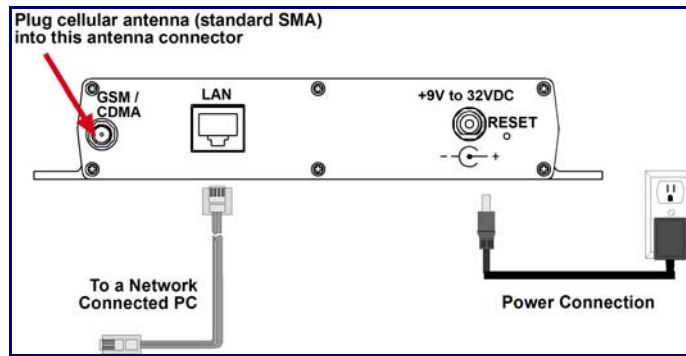 Plug cellular antenna (standard SMA)
into this antenna connector
GSM /
CDMA
LAN
+9V to 32VDC
RESET
- +
To a Network
Connected PC
Power Connection